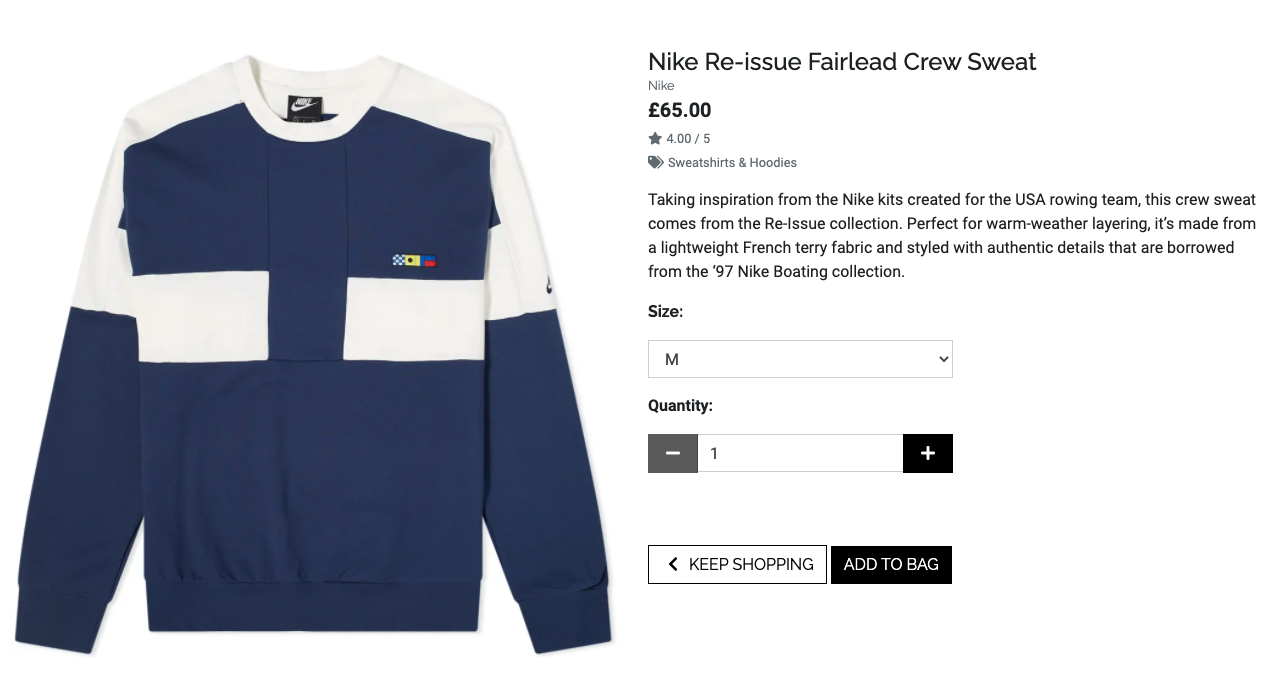 NIKE
Nike Re-issue Fairlead Crew Sweat
Nike
£65.00
4.00 / 5
Sweatshirts & Hoodies
Taking inspiration from the Nike kits created for the USA rowing team, this crew sweat
comes from the Re-Issue collection. Perfect for warm-weather layering, it’s made from
a lightweight French terry fabric and styled with authentic details that are borrowed
from the ’97 Nike Boating collection.
Size:
M
Quantity:
1
KEEP SHOPPING
ADD TO BAG